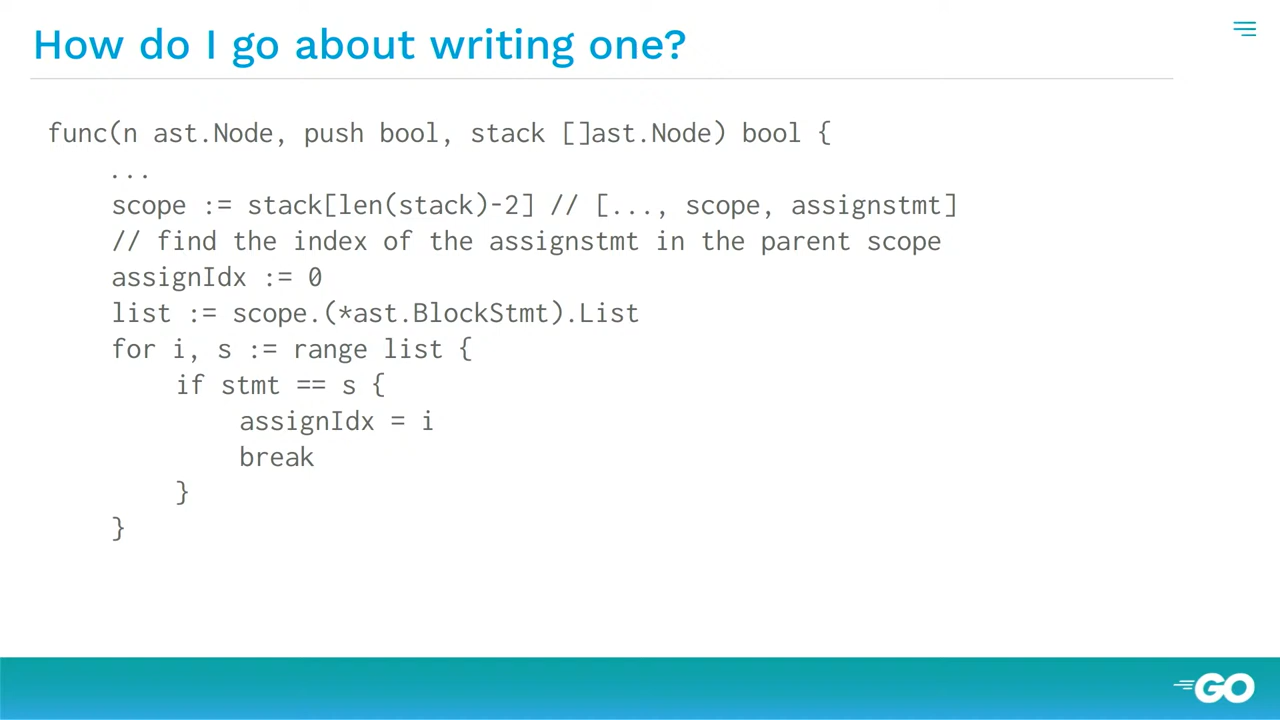 How do I go about writing one?
func(n ast.Node, push bool, stack []ast.Node) bool {
...
scope := stack[len(stack)-2] // [..., scope, assignstmt]
// find the index of the assignstmt in the parent scope
assignIdx := 0
list := scope.(*ast.BlockStmt).List
for i, s := range list {
if stmt == s {
assignIdx = i
break
}
}
GO